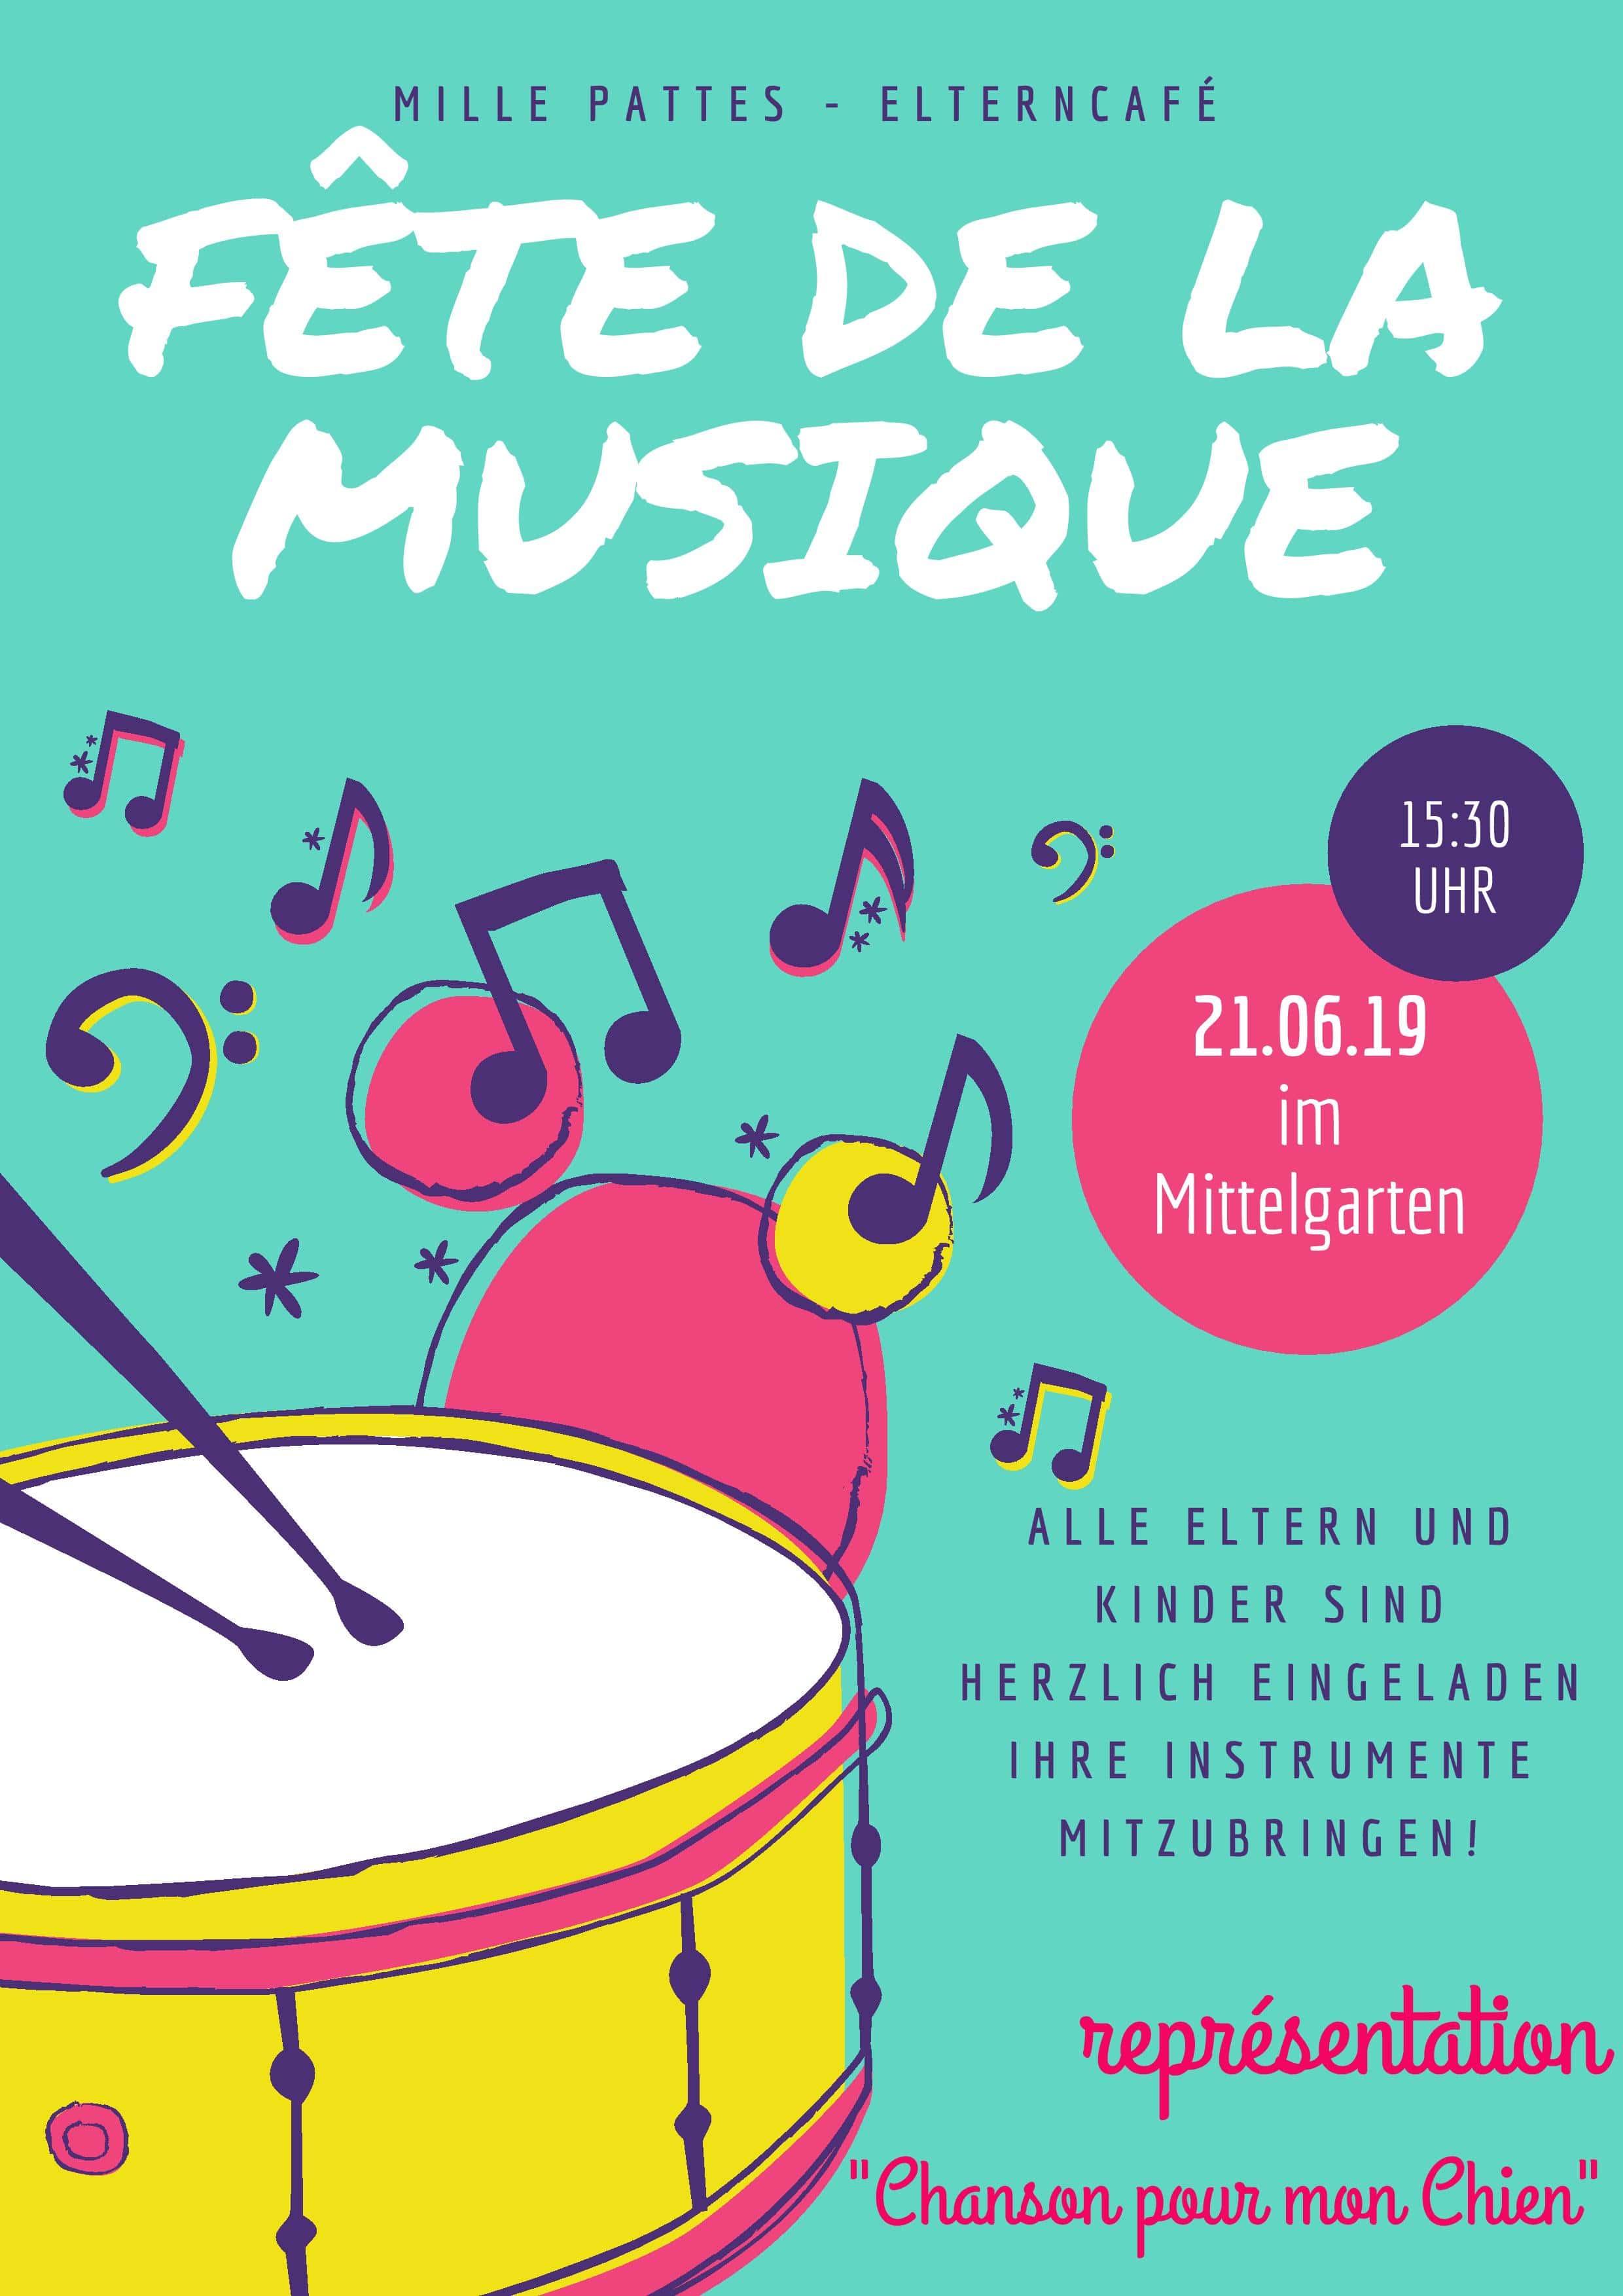 MILLE PATTES - ELTERNCAFÉ
FÊTE DE LA
MUSIQUE
15:30
UHR
21.06.19
im
Mittelgarten
ALLE ELTERN UND
KINDER SIND
HERZLICH EINGELADEN
IHRE INSTRUMENTE
MITZUBRINGEN!
représentation
"Chanson pour mon Chien"